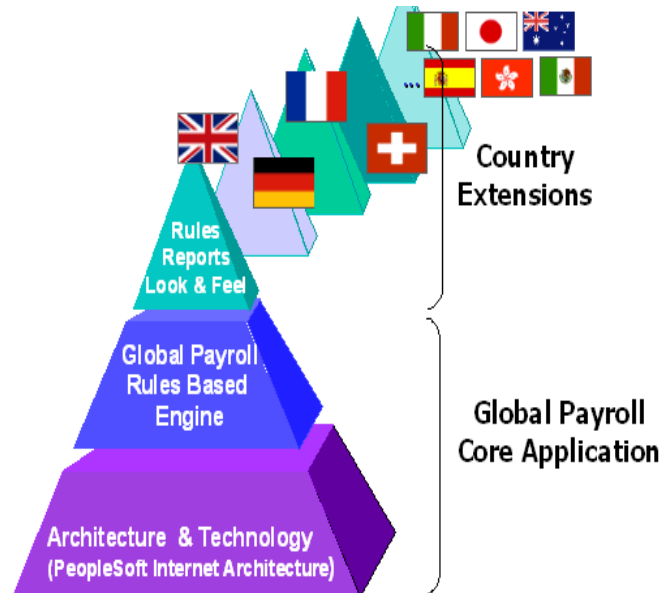 ...
Country
Extensions
Rules
Reports
Look & Feel
Global Payroll
Rules Based
Engine
Global Payroll
Core Application
Architecture & Technology
(PeopleSoft Internet Architecture)